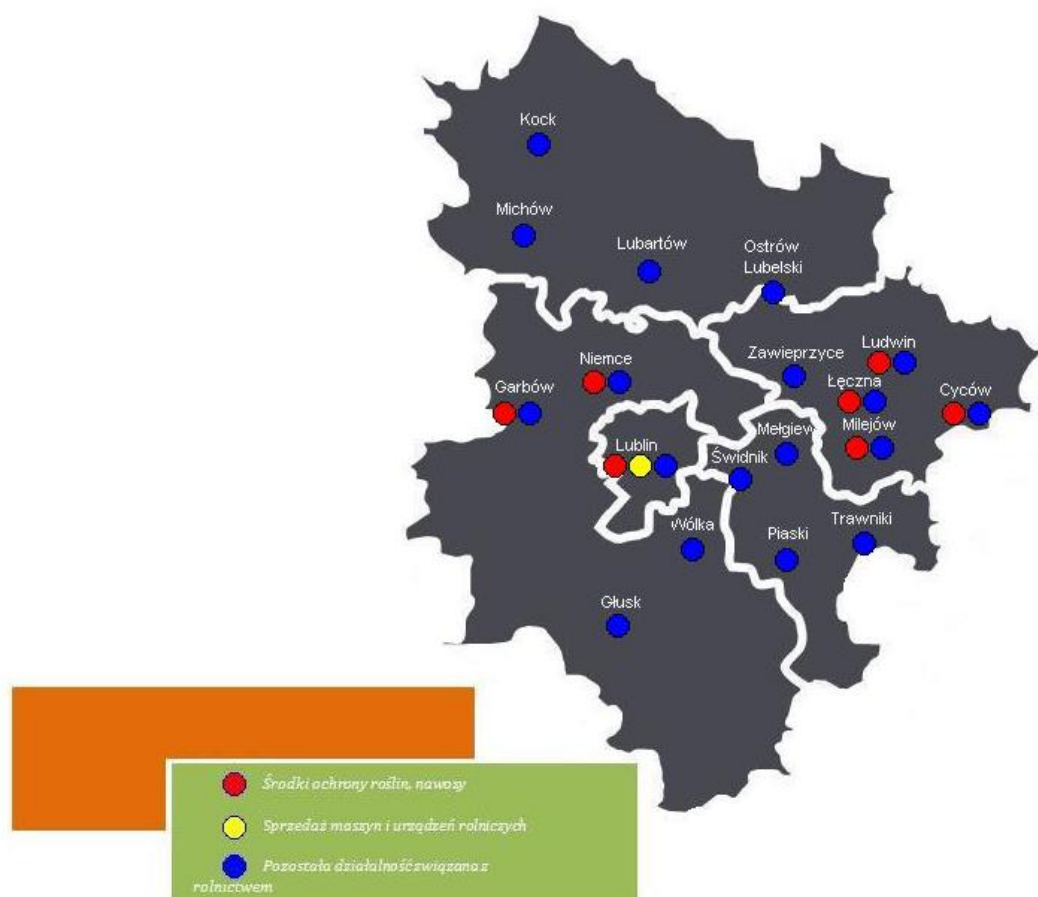 Kock
Michów
Lubartów
Ostrów
Lubelski
Niemce
Garbów
Zawieprzyce
Ludwin
Łęczna
Cyców
Milejów
Lublin
Mełgiew
Świdnik
Wólka
Piaski
Trawniki
Głusk
Środki ochrony roślin, nawosy
Sprzedaż maszyn i urządzeń rolniczych
Pozostała działalność związana z
rolnictwem